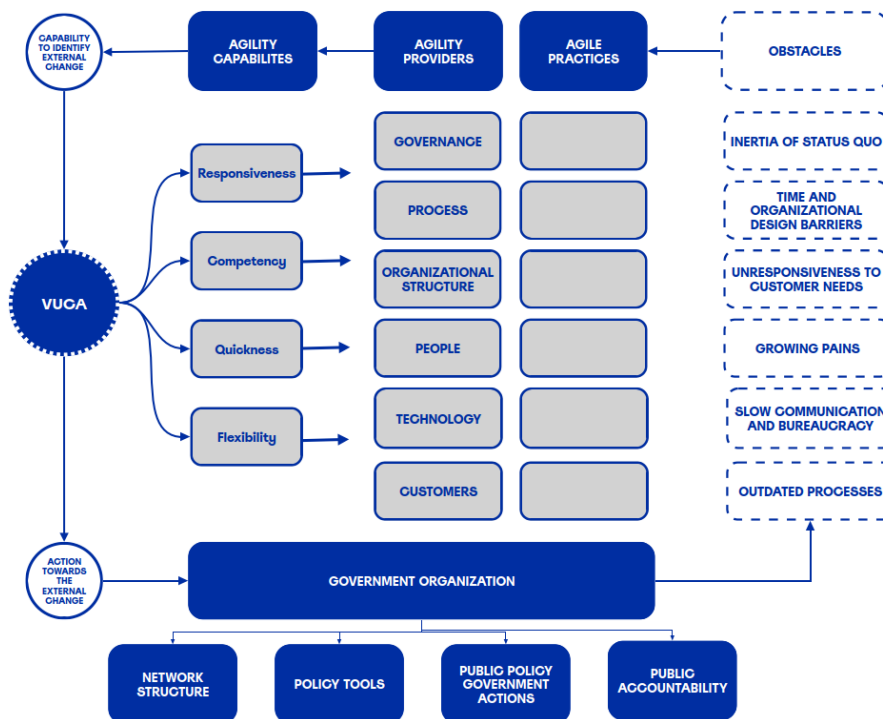 CAPABILITY
TO IDENTIFY
EXTERNAL
CHANGE
AGILITY
CAPABILITES
AGILITY
PROVIDERS
AGILE
PRACTICES
OBSTACLES
Responsiveness
Competency
Quickness
Flexibility
VUCA
GOVERNANCE
PROCESS
ORGANIZATIONAL
STRUCTURE
PEOPLE
TECHNOLOGY
CUSTOMERS
INERTIA OF STATUS QUO
TIME AND
ORGANIZATIONAL
DESIGN BARRIERS
UNRESPONSIVENESS TO
CUSTOMER NEEDS
GROWING PAINS
SLOW COMMUNICATION
AND BUREAUCRACY
OUTDATED PROCESSES
ACTION
TOWARDS
THE
EXTERNAL
CHANGE
GOVERNMENT ORGANIZATION
NETWORK
STRUCTURE
POLICY TOOLS
PUBLIC POLICY
GOVERNMENT
ACTIONS
PUBLIC
ACCOUNTABILITY